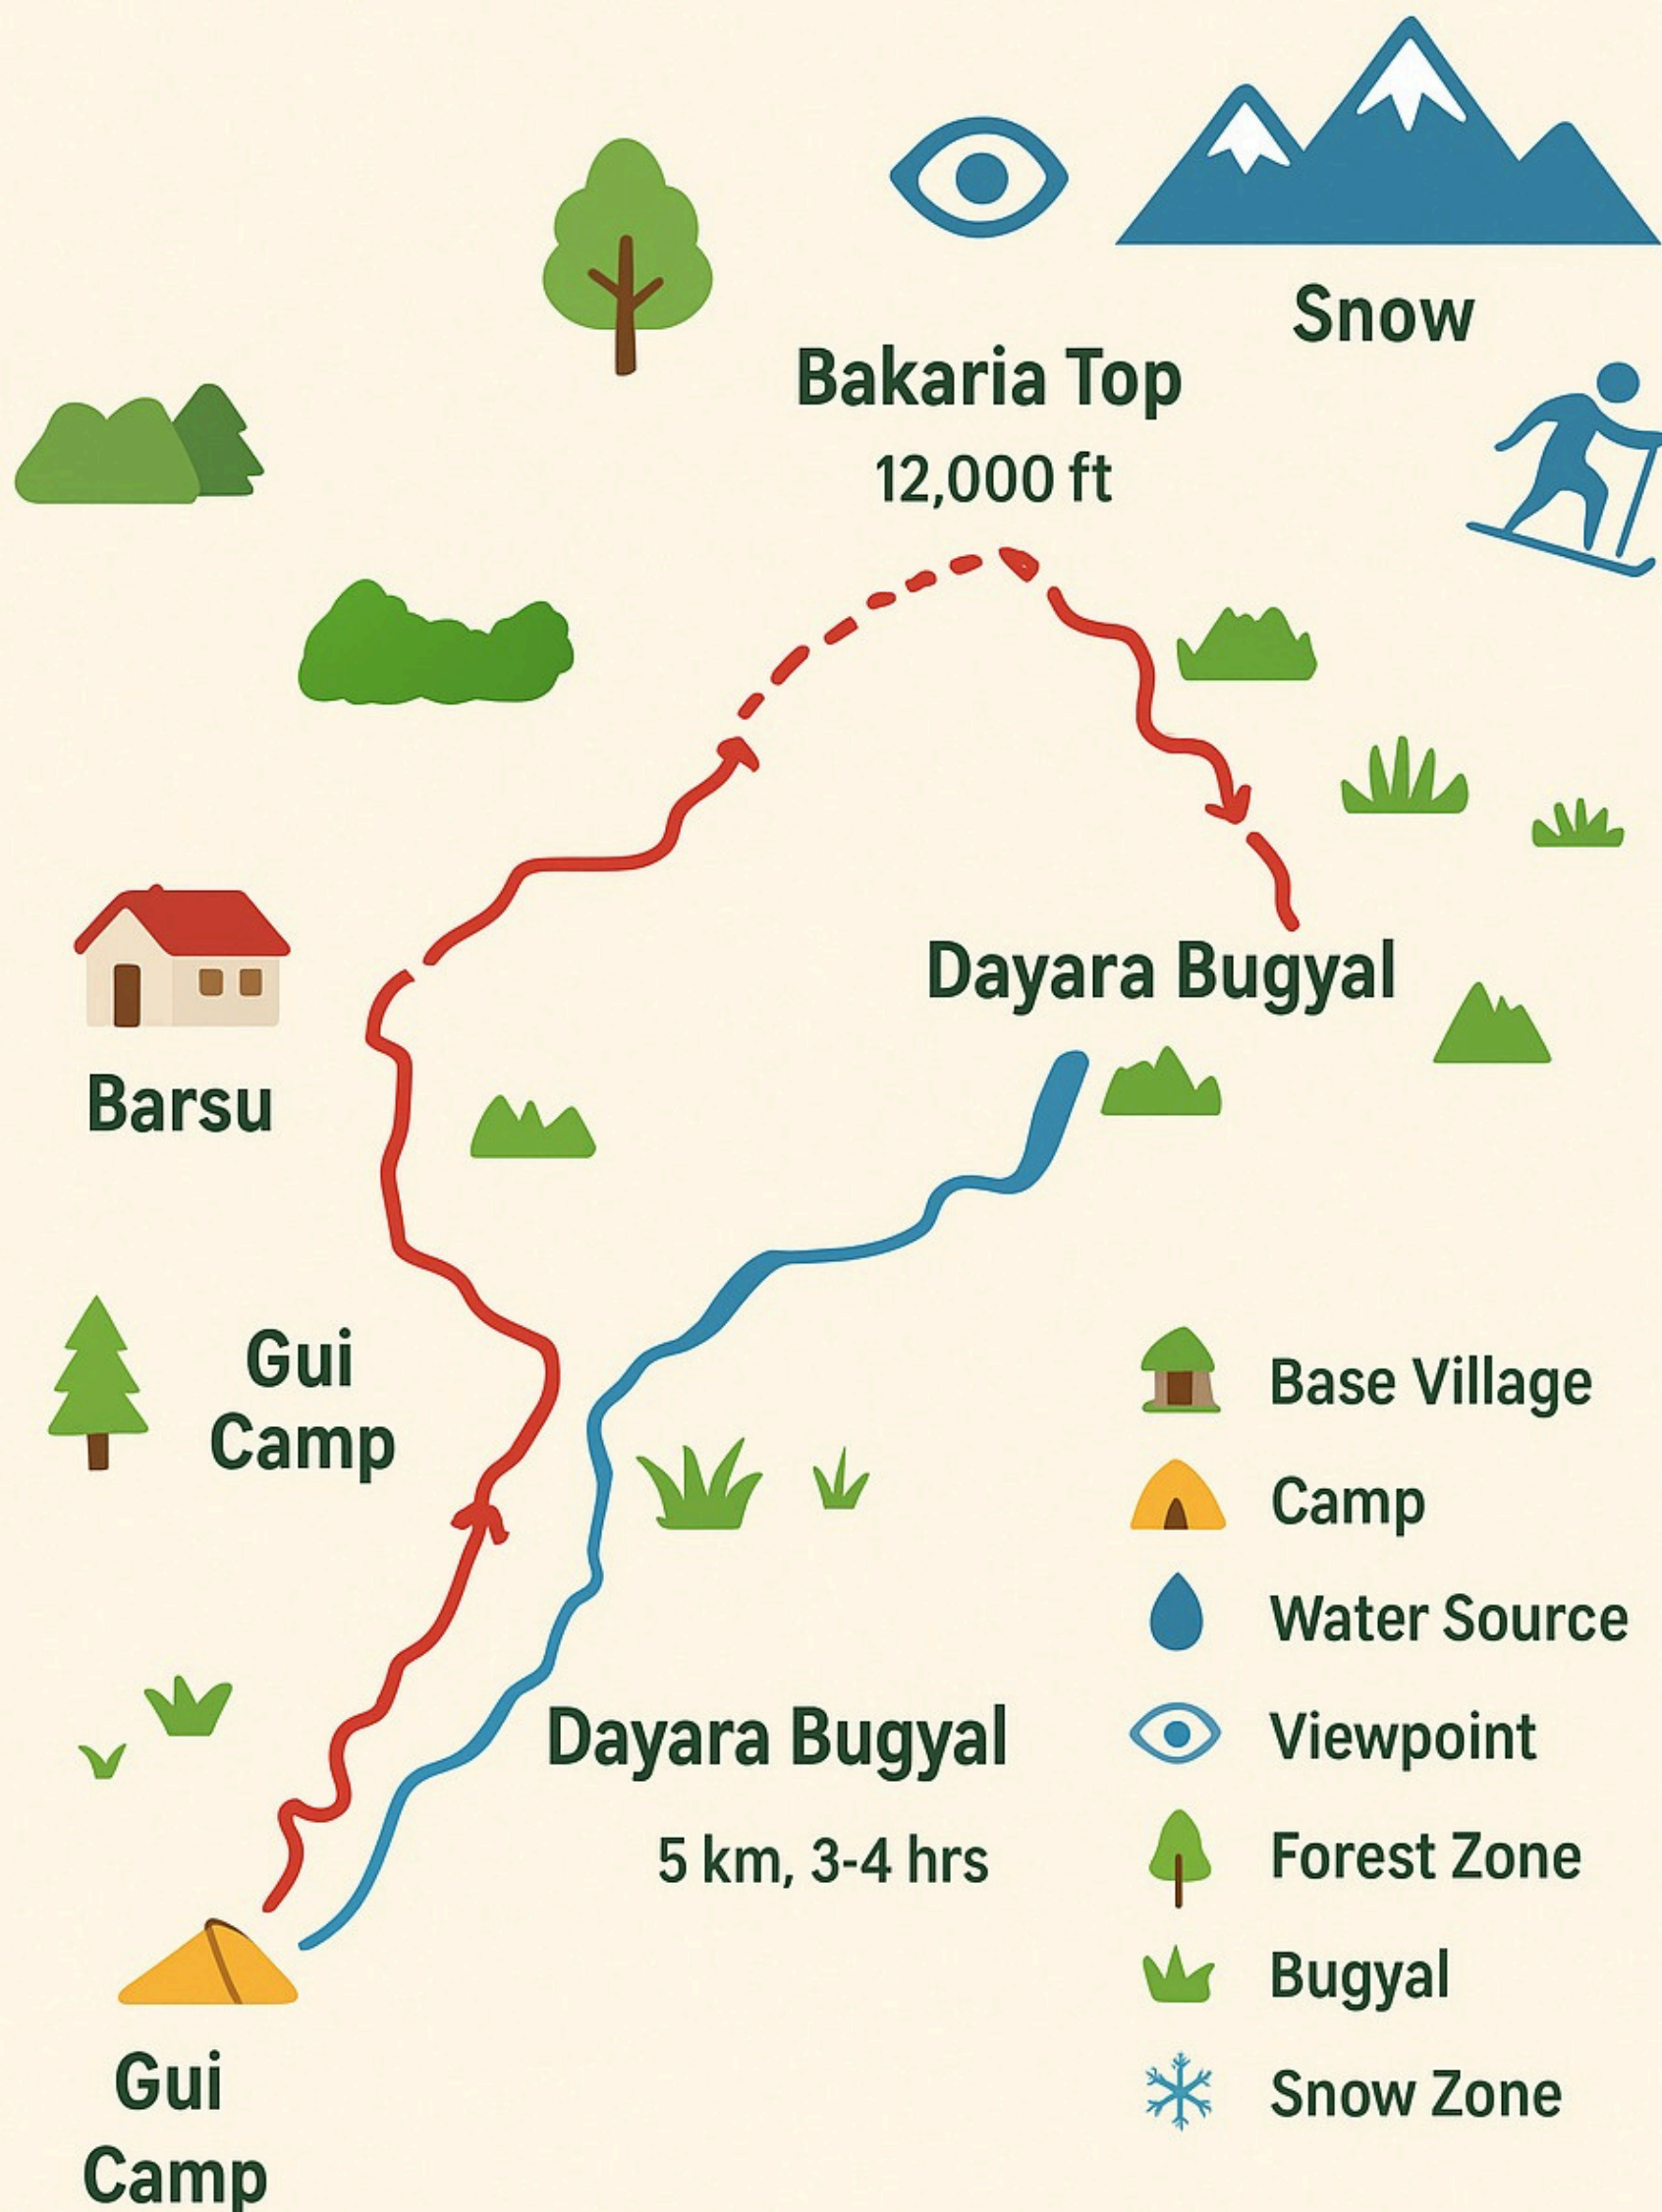 Snow
Bakaria Top
12,000 ft
Dayara Bugyal
Barsu
Gui
Camp
Dayara Bugyal
5 km, 3-4 hrs
Gui
Camp
Base Village
Camp
Water Source
Viewpoint
Forest Zone
Bugyal
Snow Zone